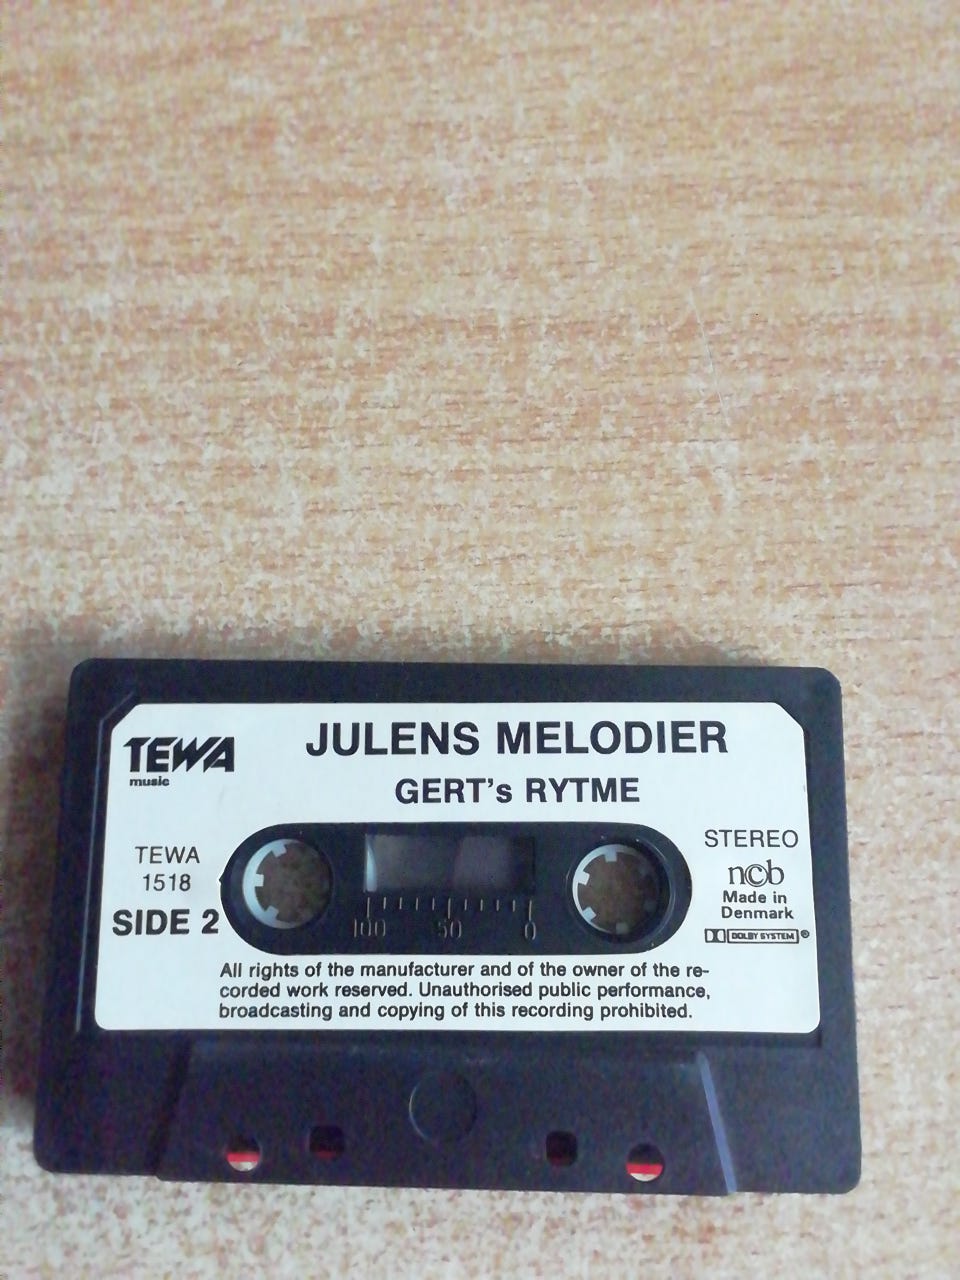 JULENS MELODIER
GERT's RYTME
TEWA
music
TEWA
1518
SIDE 2
100 50 0
STEREO
n©b
Made in
Denmark
DOLBY SYSTEM®
All rights of the manufacturer and of the owner of the re-
corded work reserved. Unauthorised public performance,
broadcasting and copying of this recording prohibited.